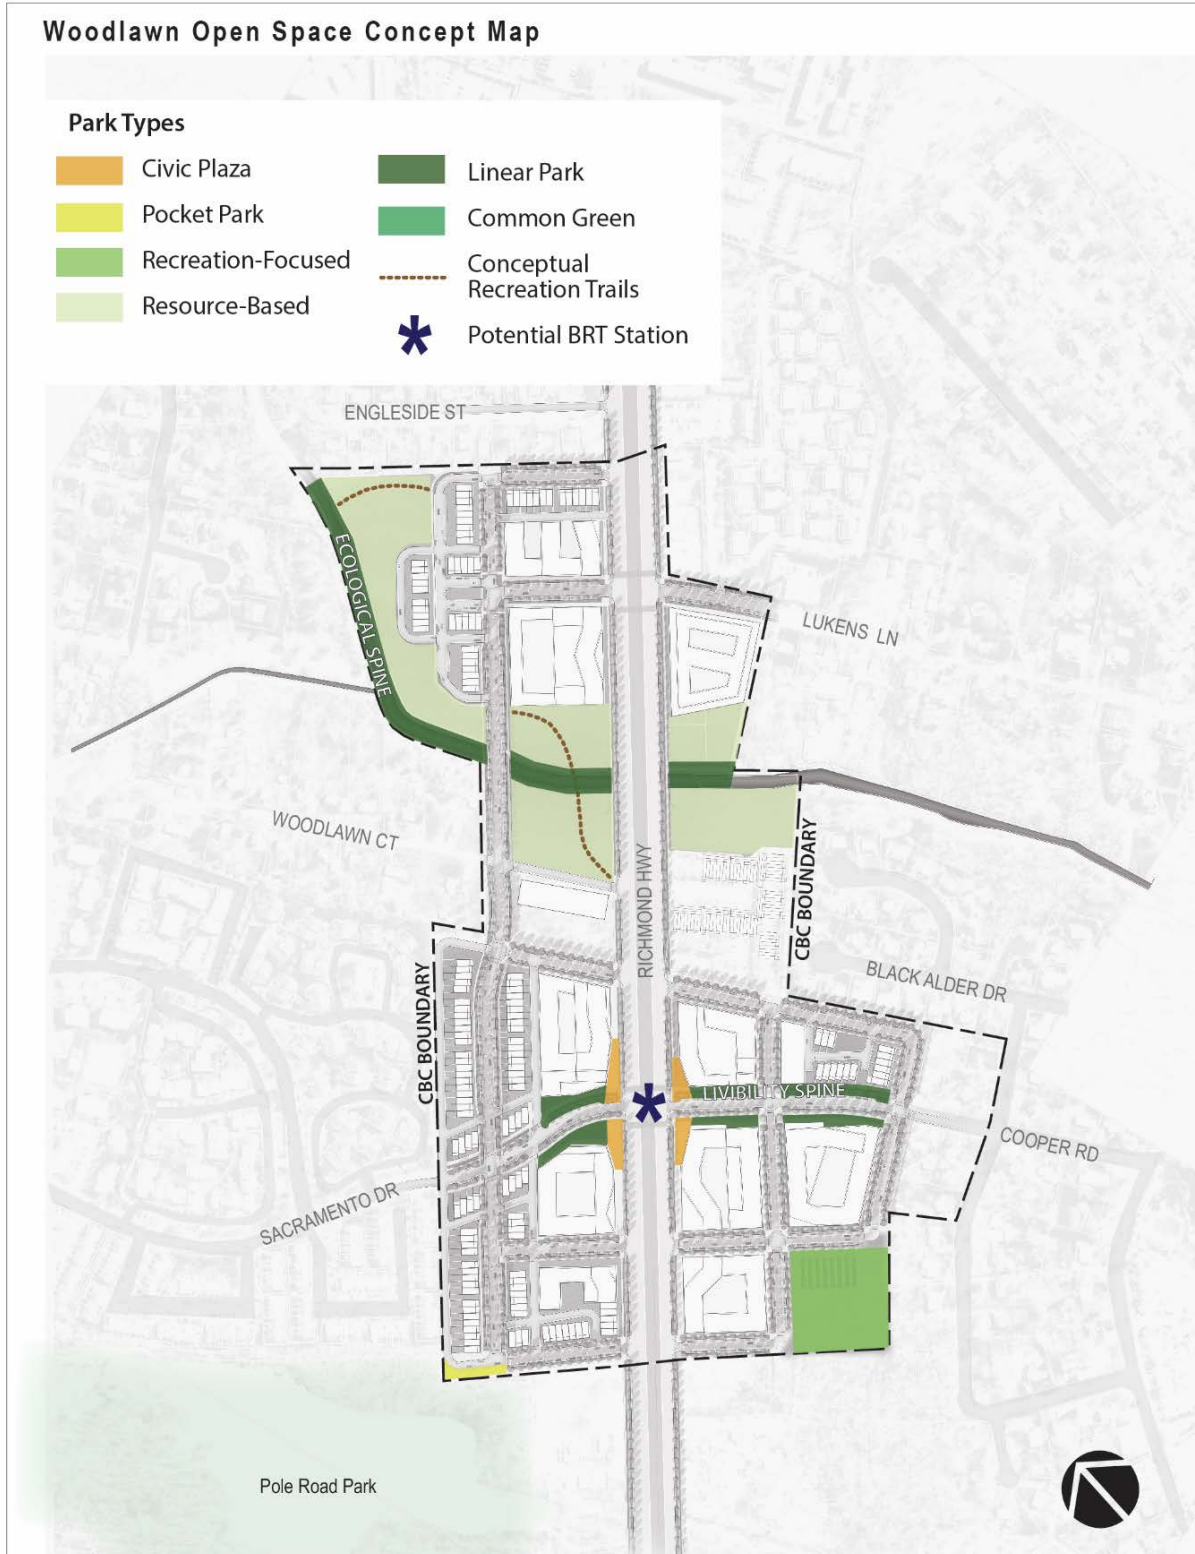 Woodlawn Open Space Concept Map
Park Types
Civic Plaza
Pocket Park
Recreation-Focused
Resource-Based
Linear Park
Common Green
Conceptual
Recreation Trails
Potential BRT Station
ENGLESIDE ST
ECOLOGICAL SPINE
LUKENS LN
WOODLAWN CT
RICHMOND HWY
CBC BOUNDARY
BLACK ALDER DR
CBC BOUNDARY
LIVIBILITY SPINE
COOPER RD
SACRAMENTO DR
Pole Road Park